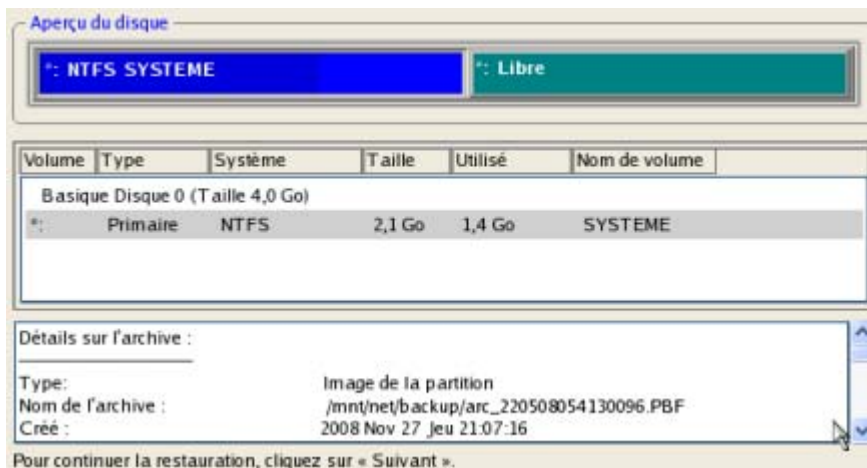 Aperçu du disque
*: NTFS SYSTEME *: Libre
Volume Type Système Taille Utilisé Nom de volume
Basique Disque 0 (Taille 4,0 Go)
*: Primaire NTFS 2,1 Go 1,4 Go SYSTEME
Détails sur l'archive :
Type: Image de la partition
Nom de l'archive : /mnt/net/backup/arc_220508054130096.PBF
Créé : 2008 Nov 27 Jeu 21:07:16
Pour continuer la restauration, cliquez sur « Suivant ».